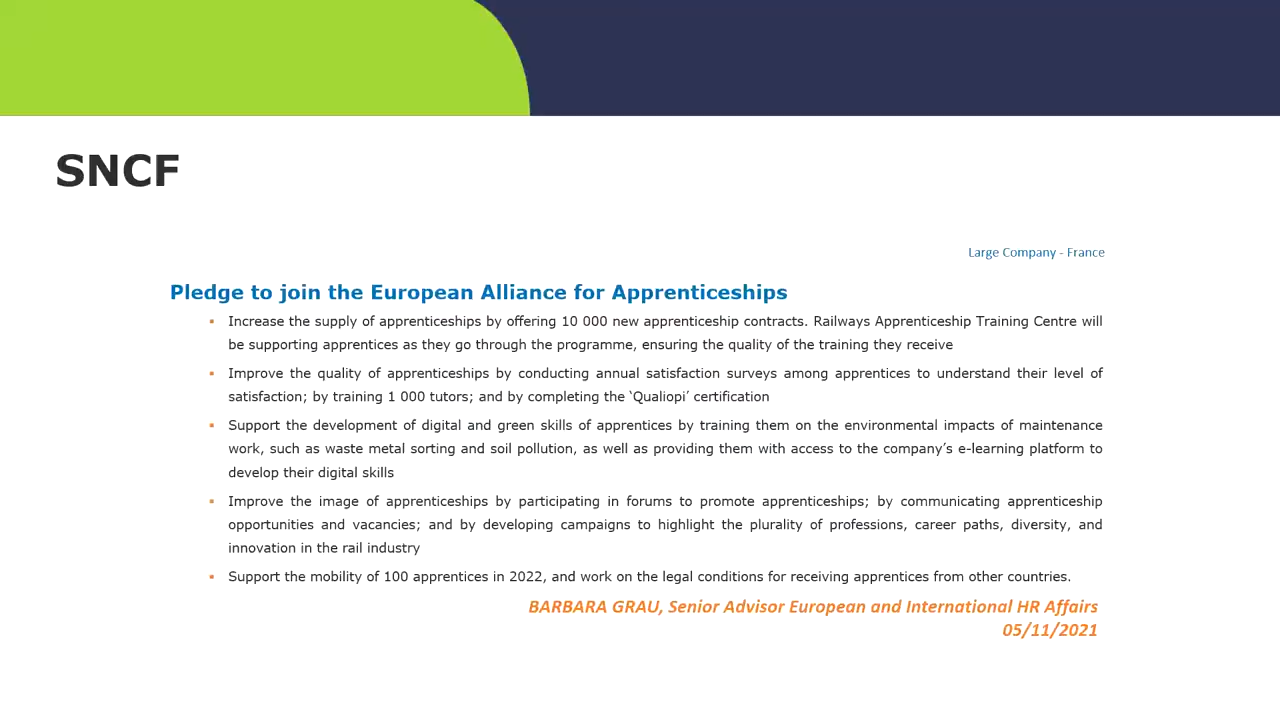 SNCF
Large Company - France
Pledge to join the European Alliance for Apprenticeships
▪ Increase the supply of apprenticeships by offering 10 000 new apprenticeship contracts. Railways Apprenticeship Training Centre will
be supporting apprentices as they go through the programme, ensuring the quality of the training they receive
▪ Improve the quality of apprenticeships by conducting annual satisfaction surveys among apprentices to understand their level of
satisfaction; by training 1 000 tutors; and by completing the ‘Qualiopi’ certification
▪ Support the development of digital and green skills of apprentices by training them on the environmental impacts of maintenance
work, such as waste metal sorting and soil pollution, as well as providing them with access to the company’s e-learning platform to
develop their digital skills
▪ Improve the image of apprenticeships by participating in forums to promote apprenticeships; by communicating apprenticeship
opportunities and vacancies; and by developing campaigns to highlight the plurality of professions, career paths, diversity, and
innovation in the rail industry
▪ Support the mobility of 100 apprentices in 2022, and work on the legal conditions for receiving apprentices from other countries.
BARBARA GRAU, Senior Advisor European and International HR Affairs
05/11/2021